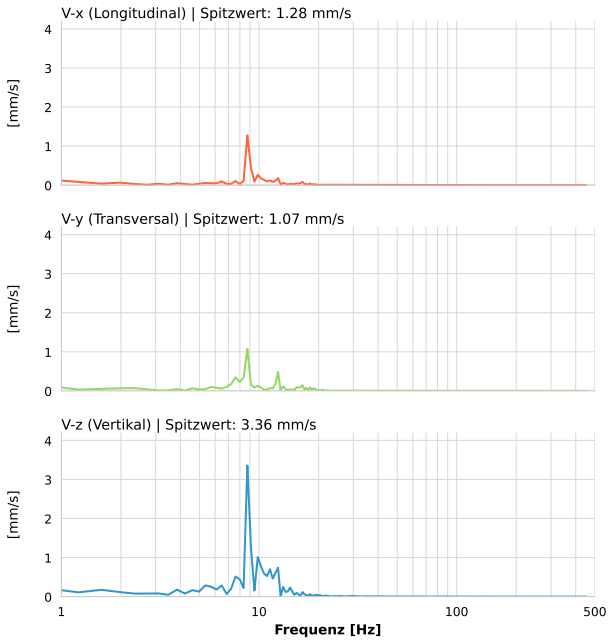 V-x (Longitudinal) | Spitzwert: 1.28 mm/s
4
3
[mm/s]
2
1
0
V-y (Transversal) | Spitzwert: 1.07 mm/s
4
3
[mm/s]
2
1
0
V-z (Vertikal) | Spitzwert: 3.36 mm/s
4
3
[mm/s]
2
1
0
1 10 100 500
Frequenz [Hz]